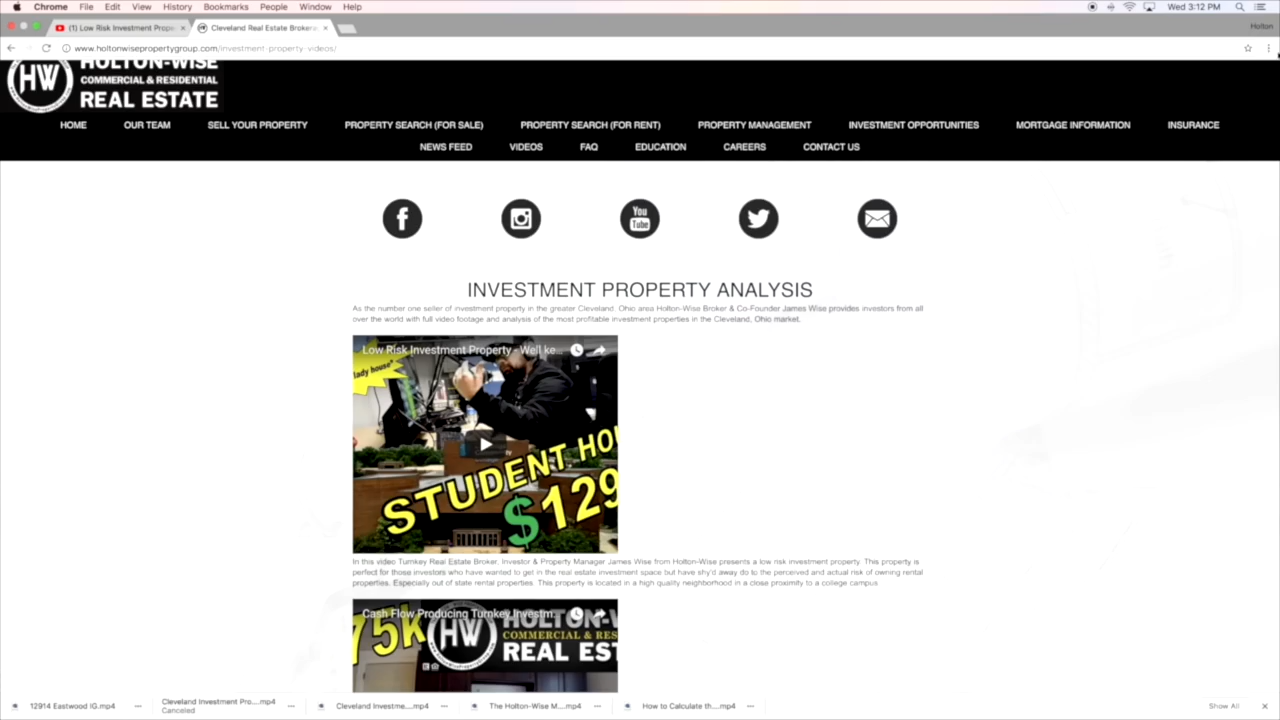 Chrome File Edit View History Bookmarks People Window Help Wed 3:12 PM
(1) Low Risk Investment Prope Cleveland Real Estate Brokera Holton
www.holtonwisepropertygroup.com/investment-property-videos/
HW HOLTON-WISE
COMMERCIAL & RESIDENTIAL
REAL ESTATE
HOME OUR TEAM SELL YOUR PROPERTY PROPERTY SEARCH (FOR SALE) PROPERTY SEARCH (FOR RENT) PROPERTY MANAGEMENT INVESTMENT OPPORTUNITIES MORTGAGE INFORMATION INSURANCE
NEWS FEED VIDEOS FAQ EDUCATION CAREERS CONTACT US
f You Tube
INVESTMENT PROPERTY ANALYSIS
As the number one seller of investment property in the greater Cleveland, Ohio area Holton-Wise Broker & Co-Founder James Wise provides investors from all
over the world with full video footage and analysis of the most profitable investment properties in the Cleveland, Ohio market.
Low Risk Investment Property - Well ke...
lady house"
STUDENT HOU
$129
In this video Turnkey Real Estate Broker, Investor & Property Manager James Wise from Holton-Wise presents a low risk investment property. This property is
perfect for those investors who have wanted to get in the real estate investment space but have shy'd away do to the perceived and actual risk of owning rental
properties. Especially out of state rental properties. This property is located in a high quality neighborhood in a close proximity to a college campus
Cash Flow Producing Turnkey Investm...
75k HW HOLTON-W
COMMERCIAL & RES
REAL EST
12914 Eastwood IG.mp4 Cleveland Investment Pro....mp4 Cleveland Investme....mp4 The Holton-Wise M....mp4 How to Calculate th....mp4 Show All
Canceled